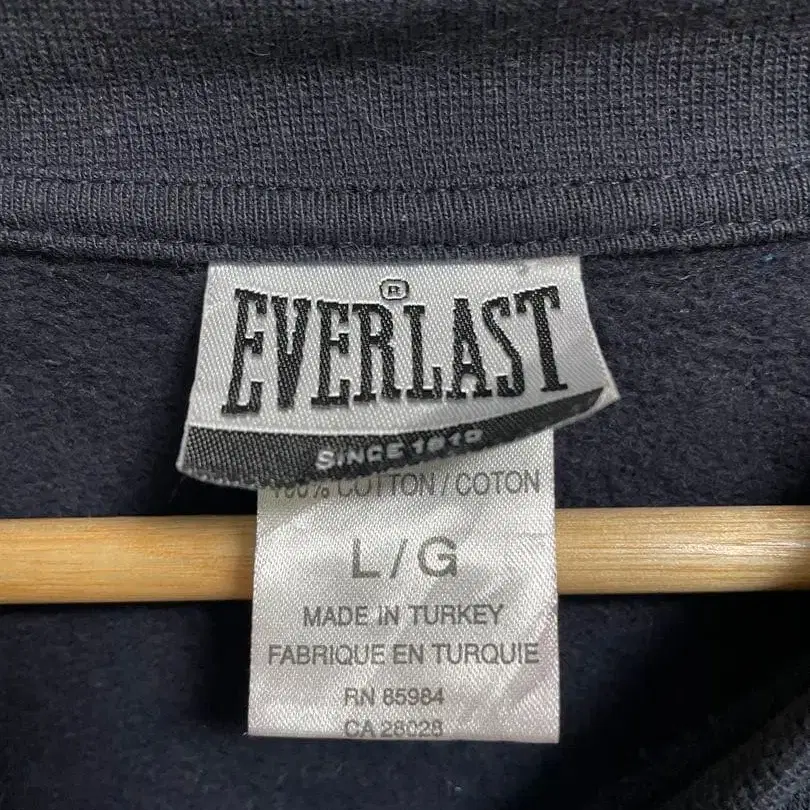 ®
EVERLAST
SINCE 1910
100% COTTON / COTON
L / G
MADE IN TURKEY
FABRIQUE EN TURQUIE
RN 85984
CA 28028